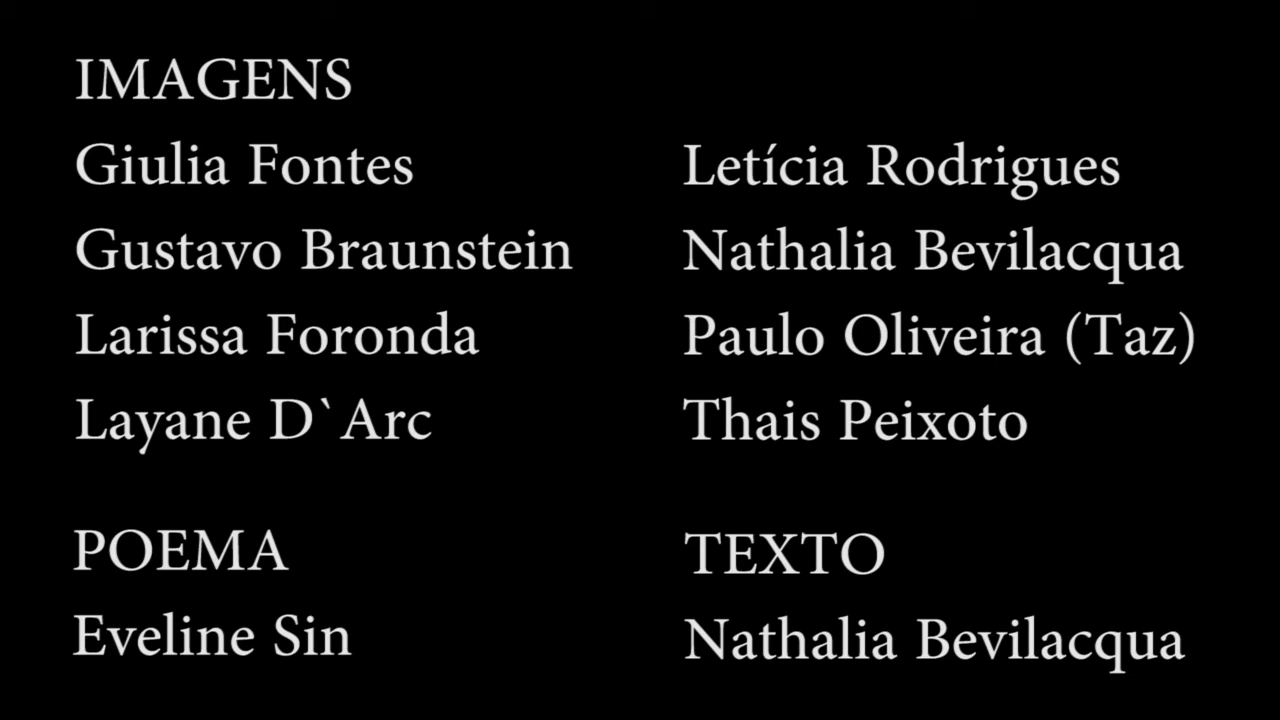 IMAGENS
Giulia Fontes
Gustavo Braunstein
Larissa Foronda
Layane D`Arc
Letícia Rodrigues
Nathalia Bevilacqua
Paulo Oliveira (Taz)
Thais Peixoto
POEMA
Eveline Sin
TEXTO
Nathalia Bevilacqua